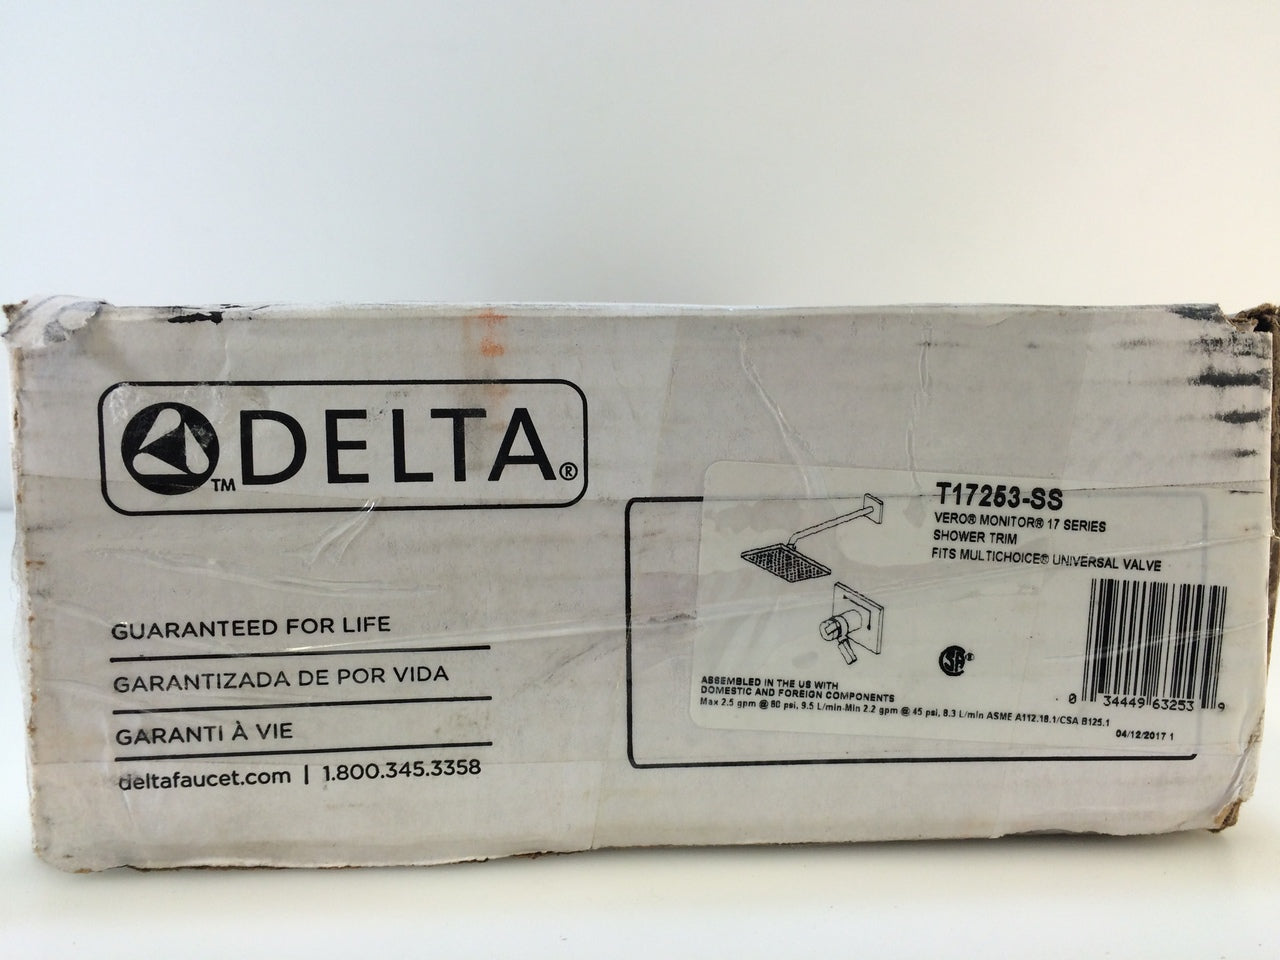 ™ DELTA®
GUARANTEED FOR LIFE
GARANTIZADA DE POR VIDA
GARANTI À VIE
deltafaucet.com | 1.800.345.3358
T17253-SS
VERO® MONITOR® 17 SERIES
SHOWER TRIM
FITS MULTICHOICE® UNIVERSAL VALVE
SA®
ASSEMBLED IN THE US WITH
DOMESTIC AND FOREIGN COMPONENTS
Max 2.5 gpm @ 80 psi, 9.5 L/min-Min 2.2 gpm @ 45 psi, 8.3 L/min ASME A112.18.1/CSA B125.1
0 34449 63253 9
04/12/2017 1